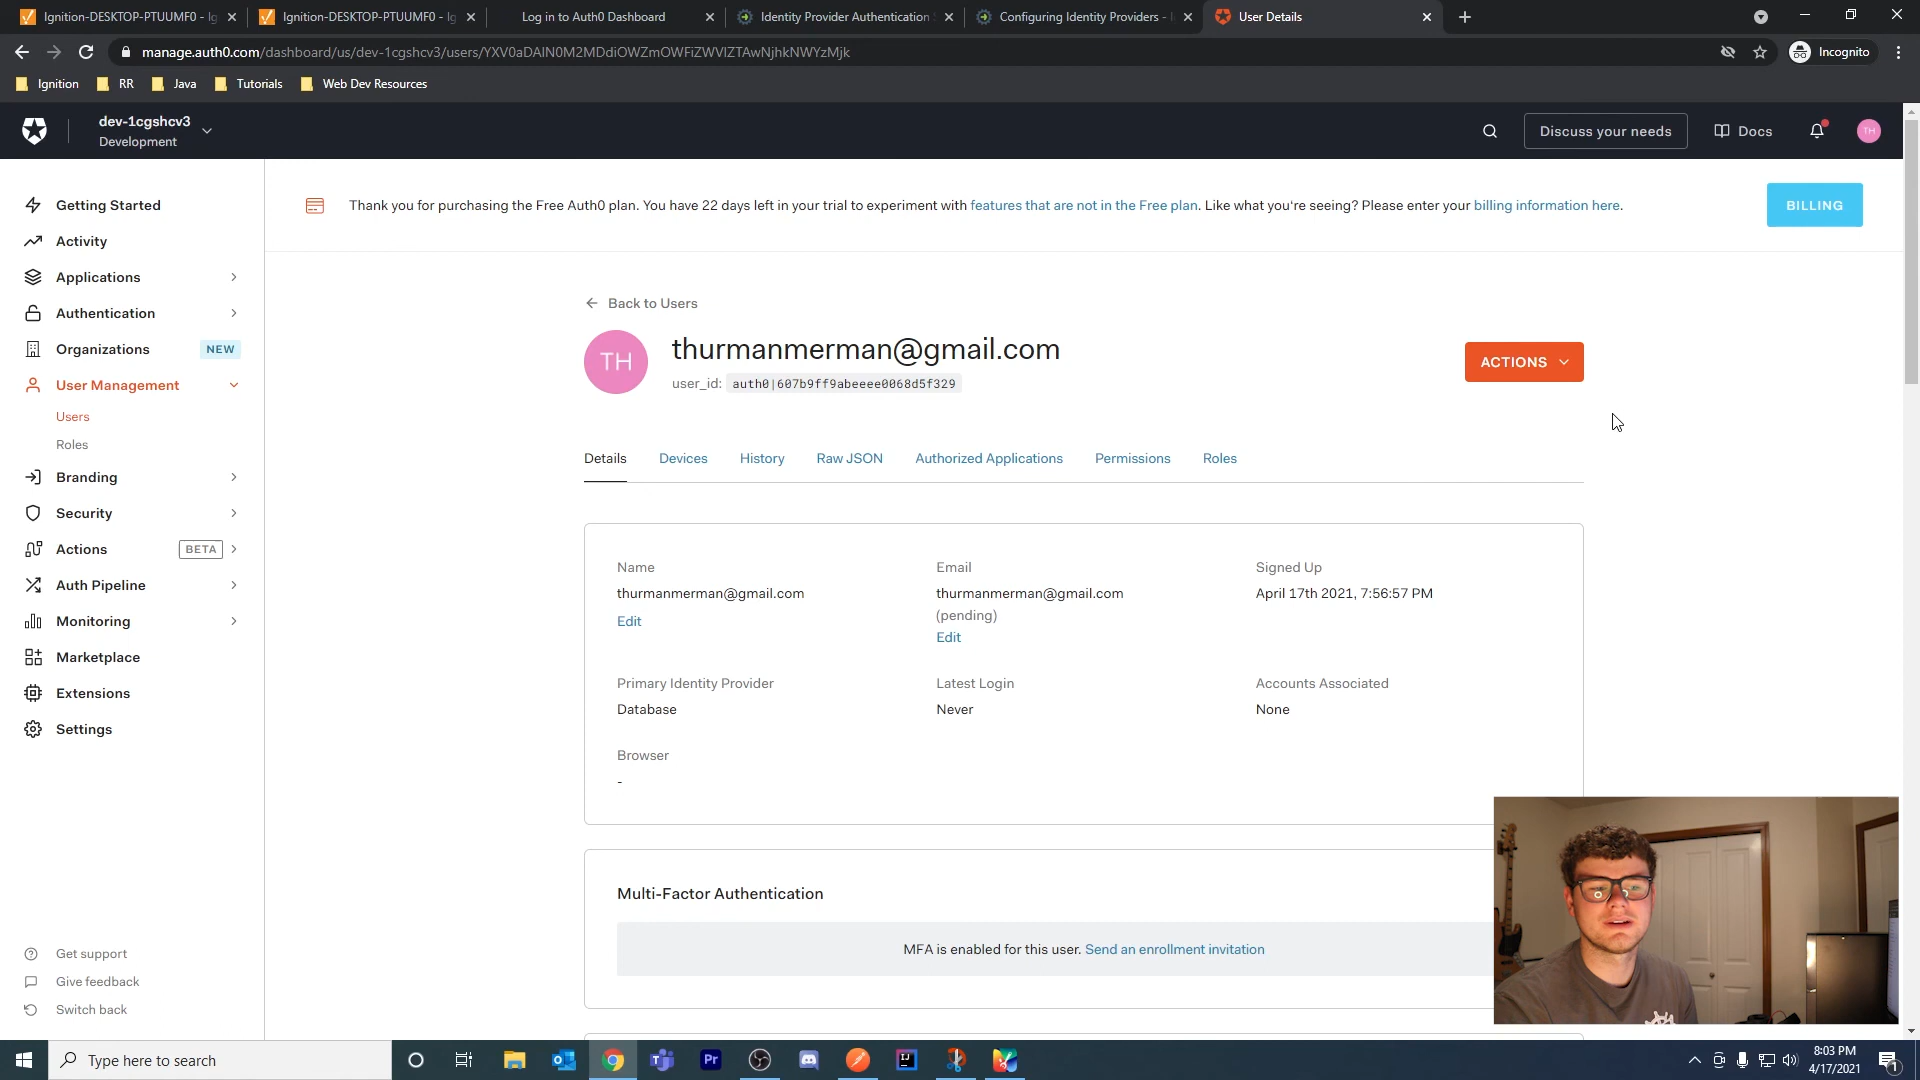 Ignition-DESKTOP-PTUUMF0 - Ig
Ignition-DESKTOP-PTUUMF0 - Ig
Log in to Auth0 Dashboard
Identity Provider Authentication
Configuring Identity Providers -
User Details
manage.auth0.com/dashboard/us/dev-1cgshcv3/users/YXV0aDAlN0M2MDdiOWZmOWFiZWVlZTAwNjhkNWYzMjk
Incognito
Ignition
RR
Java
Tutorials
Web Dev Resources
dev-1cgshcv3
Development
Discuss your needs
Docs
TH
Getting Started
Activity
Applications
Authentication
Organizations NEW
User Management
Users
Roles
Branding
Security
Actions BETA
Auth Pipeline
Monitoring
Marketplace
Extensions
Settings
Get support
Give feedback
Switch back
Thank you for purchasing the Free Auth0 plan. You have 22 days left in your trial to experiment with features that are not in the Free plan. Like what you're seeing? Please enter your billing information here.
BILLING
Back to Users
TH
thurmanmerman@gmail.com
user_id: auth0|607b9ff9abeeee0068d5f329
ACTIONS
Details
Devices
History
Raw JSON
Authorized Applications
Permissions
Roles
Name
thurmanmerman@gmail.com
Edit
Email
thurmanmerman@gmail.com
(pending)
Edit
Signed Up
April 17th 2021, 7:56:57 PM
Primary Identity Provider
Database
Latest Login
Never
Accounts Associated
None
Browser
-
Multi-Factor Authentication
MFA is enabled for this user. Send an enrollment invitation
Type here to search
Pr
IJ
8:03 PM
4/17/2021
1